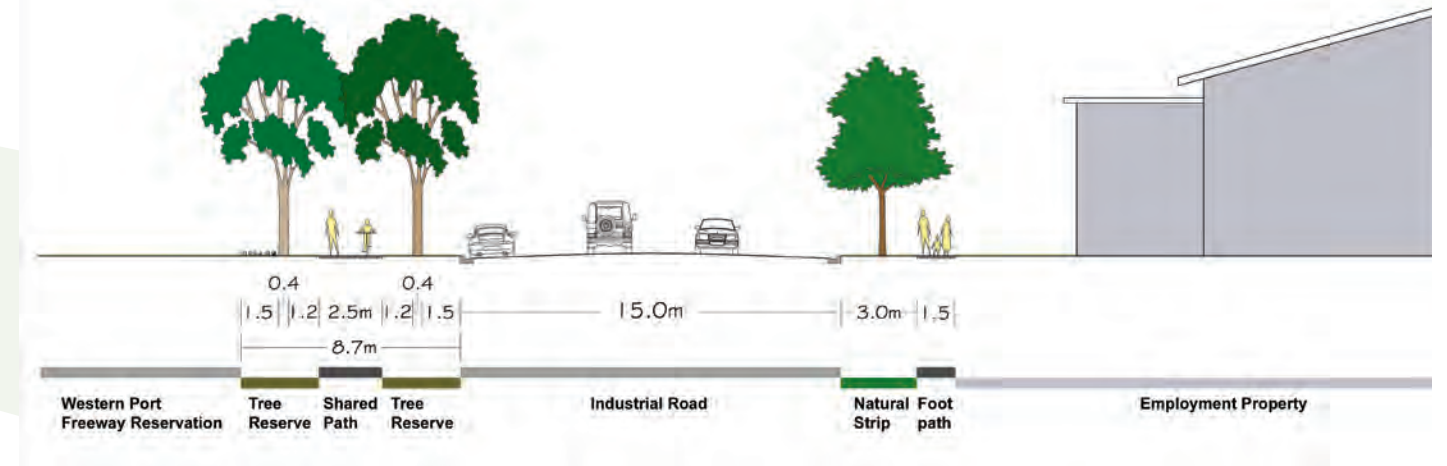 0.4 0.4
1.5 1.2 2.5m 1.2 1.5 15.0m 3.0m 1.5
8.7m
Western Port
Freeway Reservation
Tree
Reserve
Shared
Path
Tree
Reserve
Industrial Road
Natural
Strip
Foot
path
Employment Property